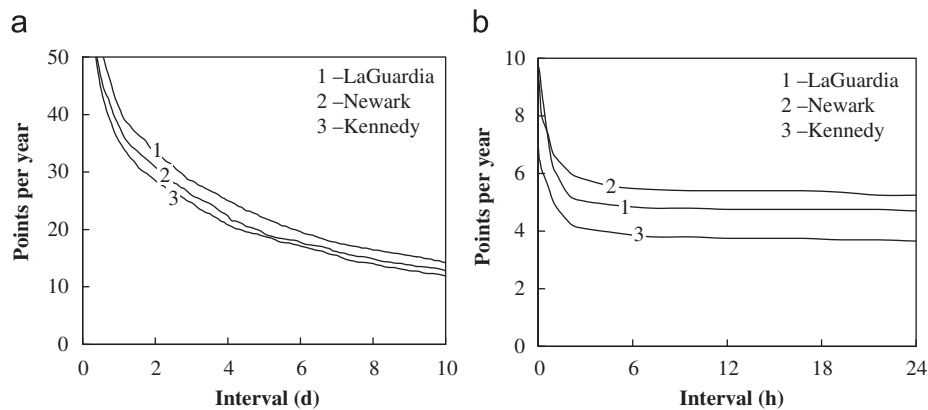 a
50
40
30
20
10
0
Points per year
1 –LaGuardia
2 –Newark
3 –Kennedy
1
2
3
0 2 4 6 8 10
Interval (d)
b
10
8
6
4
2
0
Points per year
1 –LaGuardia
2 –Newark
3 –Kennedy
2
1
3
0 6 12 18 24
Interval (h)